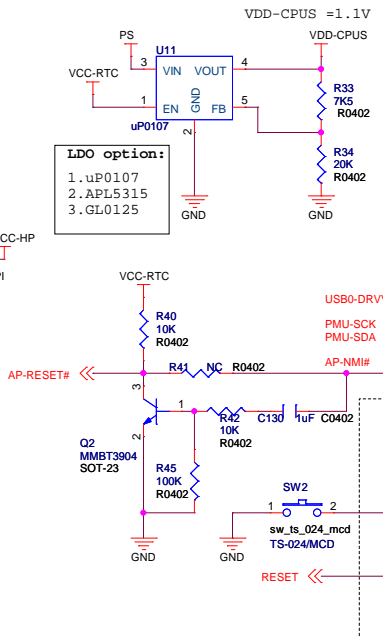 VDD-CPUS =1.1V
PS
VDD-CPUS
U11
3 VIN VOUT 4
VCC-RTC
1 EN GND FB 5
2
uP0107
R33
7K5
R0402
R34
20K
R0402
GND
GND
LDO option:
1.uP0107
2.APL5315
3.GL0125
CC-HP
VCC-RTC
R40
10K
R0402
USB0-DRV
PMU-SCK
PMU-SDA
AP-NMI#
AP-RESET#
R41 NC R0402
3
1
2
R42
10K
R0402
C130 1uF C0402
Q2
MMBT3904
SOT-23
R45
100K
R0402
GND
SW2
1 2
sw_ts_024_mcd
TS-024/MCD
GND
RESET